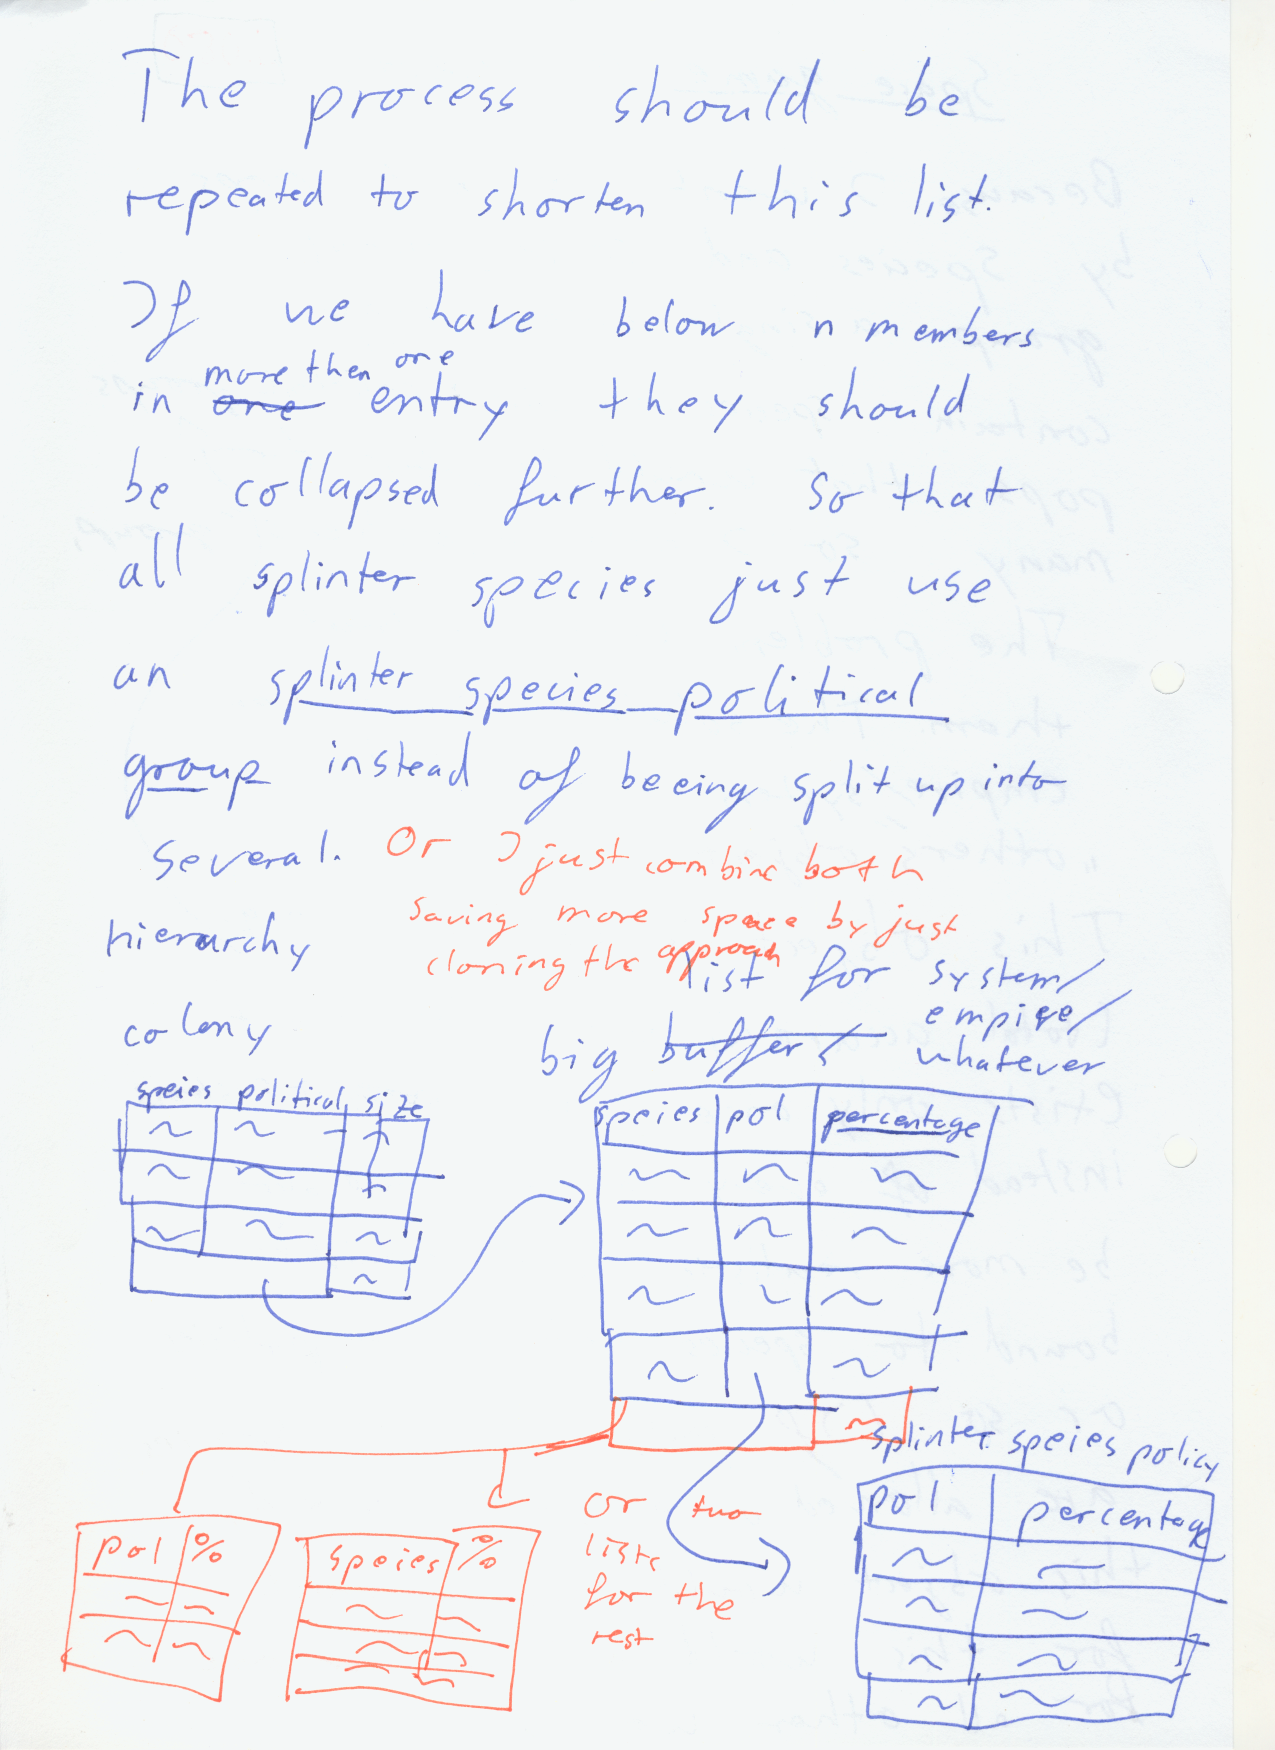 The process should be
repeated to shorten this list.
If we have below n members
more then one
in one entry they should
be collapsed further. So that
all splinter species just use
an splinter species political
group instead of beeing split up into
several. Or I just combine both
saving more space by just
cloning the approach
hierarchy
list for system/
empire/
whatever
colony
big buffers
speies political size
speies pol percentage
splinter speies policy
pol percentage
pol %
speies %
or two
lists
for the
rest